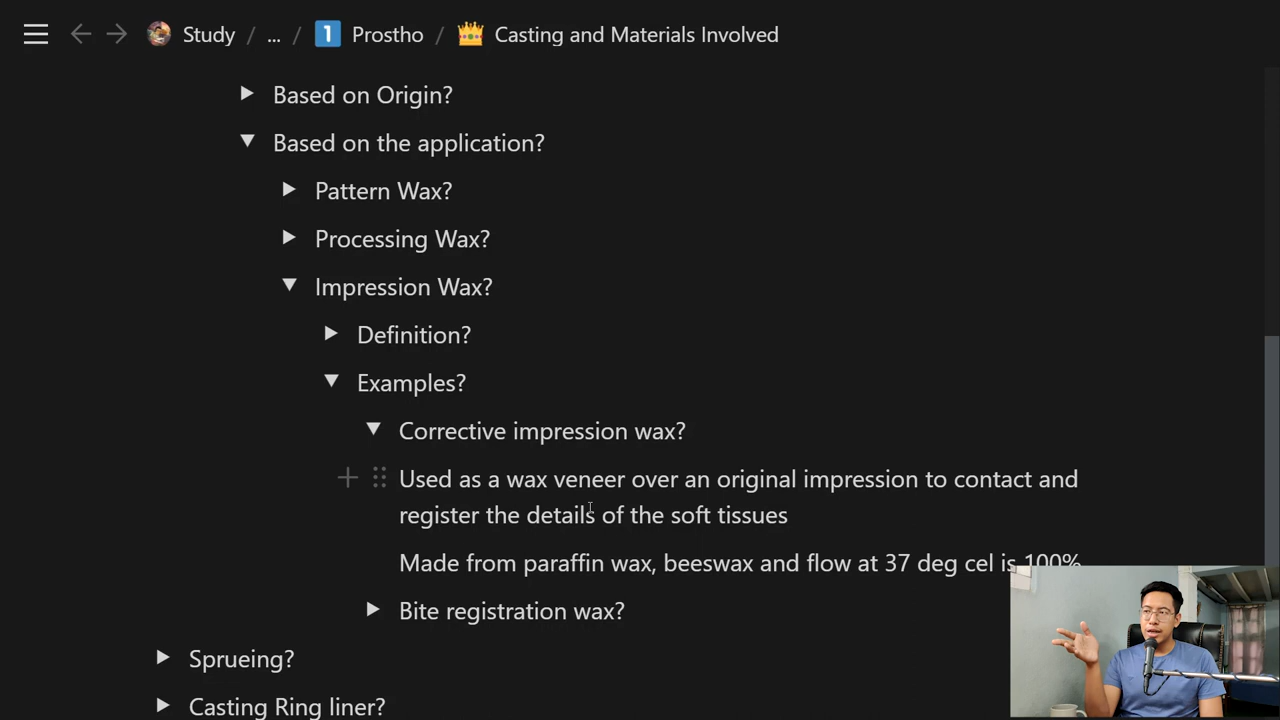 Study / ... / 1 Prostho / Casting and Materials Involved
Based on Origin?
Based on the application?
Pattern Wax?
Processing Wax?
Impression Wax?
Definition?
Examples?
Corrective impression wax?
Used as a wax veneer over an original impression to contact and
register the details of the soft tissues
Made from paraffin wax, beeswax and flow at 37 deg cel is 100%
Bite registration wax?
Sprueing?
Casting Ring liner?